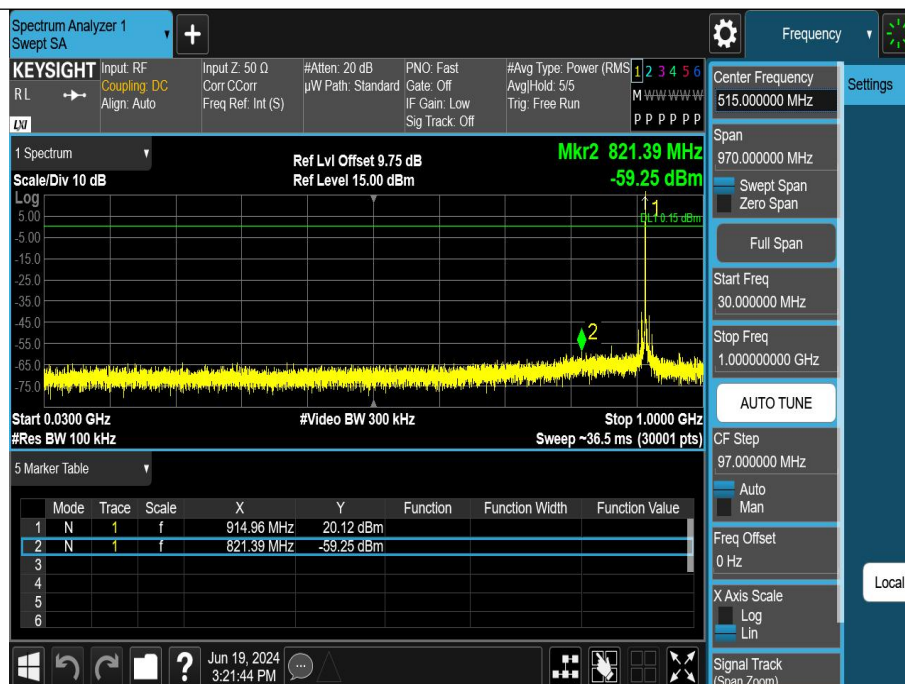 Spectrum Analyzer 1
Swept SA
Frequency
KEYSIGHT
RL
LXI
Input: RF
Coupling: DC
Align: Auto
Input Z: 50 Ω
Corr CCorr
Freq Ref: Int (S)
#Atten: 20 dB
µW Path: Standard
PNO: Fast
Gate: Off
IF Gain: Low
Sig Track: Off
#Avg Type: Power (RMS
Avg|Hold: 5/5
Trig: Free Run
1 2 3 4 5 6
M W W W W W
P P P P P P
1 Spectrum
Scale/Div 10 dB
Ref Lvl Offset 9.75 dB
Ref Level 15.00 dBm
Mkr2 821.39 MHz
-59.25 dBm
Log
5.00
-5.00
-15.0
-25.0
-35.0
-45.0
-55.0
-65.0
-75.0
1
DL1 0.15 dBm
2
Start 0.0300 GHz
#Video BW 300 kHz
Stop 1.0000 GHz
#Res BW 100 kHz
Sweep ~36.5 ms (30001 pts)
5 Marker Table
Mode Trace Scale X Y Function Function Width Function Value
1 N 1 f 914.96 MHz 20.12 dBm
2 N 1 f 821.39 MHz -59.25 dBm
3
4
5
6
?
Jun 19, 2024
3:21:44 PM
Center Frequency
515.000000 MHz
Settings
Span
970.000000 MHz
Swept Span
Zero Span
Full Span
Start Freq
30.000000 MHz
Stop Freq
1.000000000 GHz
AUTO TUNE
CF Step
97.000000 MHz
Auto
Man
Freq Offset
0 Hz
Local
X Axis Scale
Log
Lin
Signal Track
(Span Zoom)